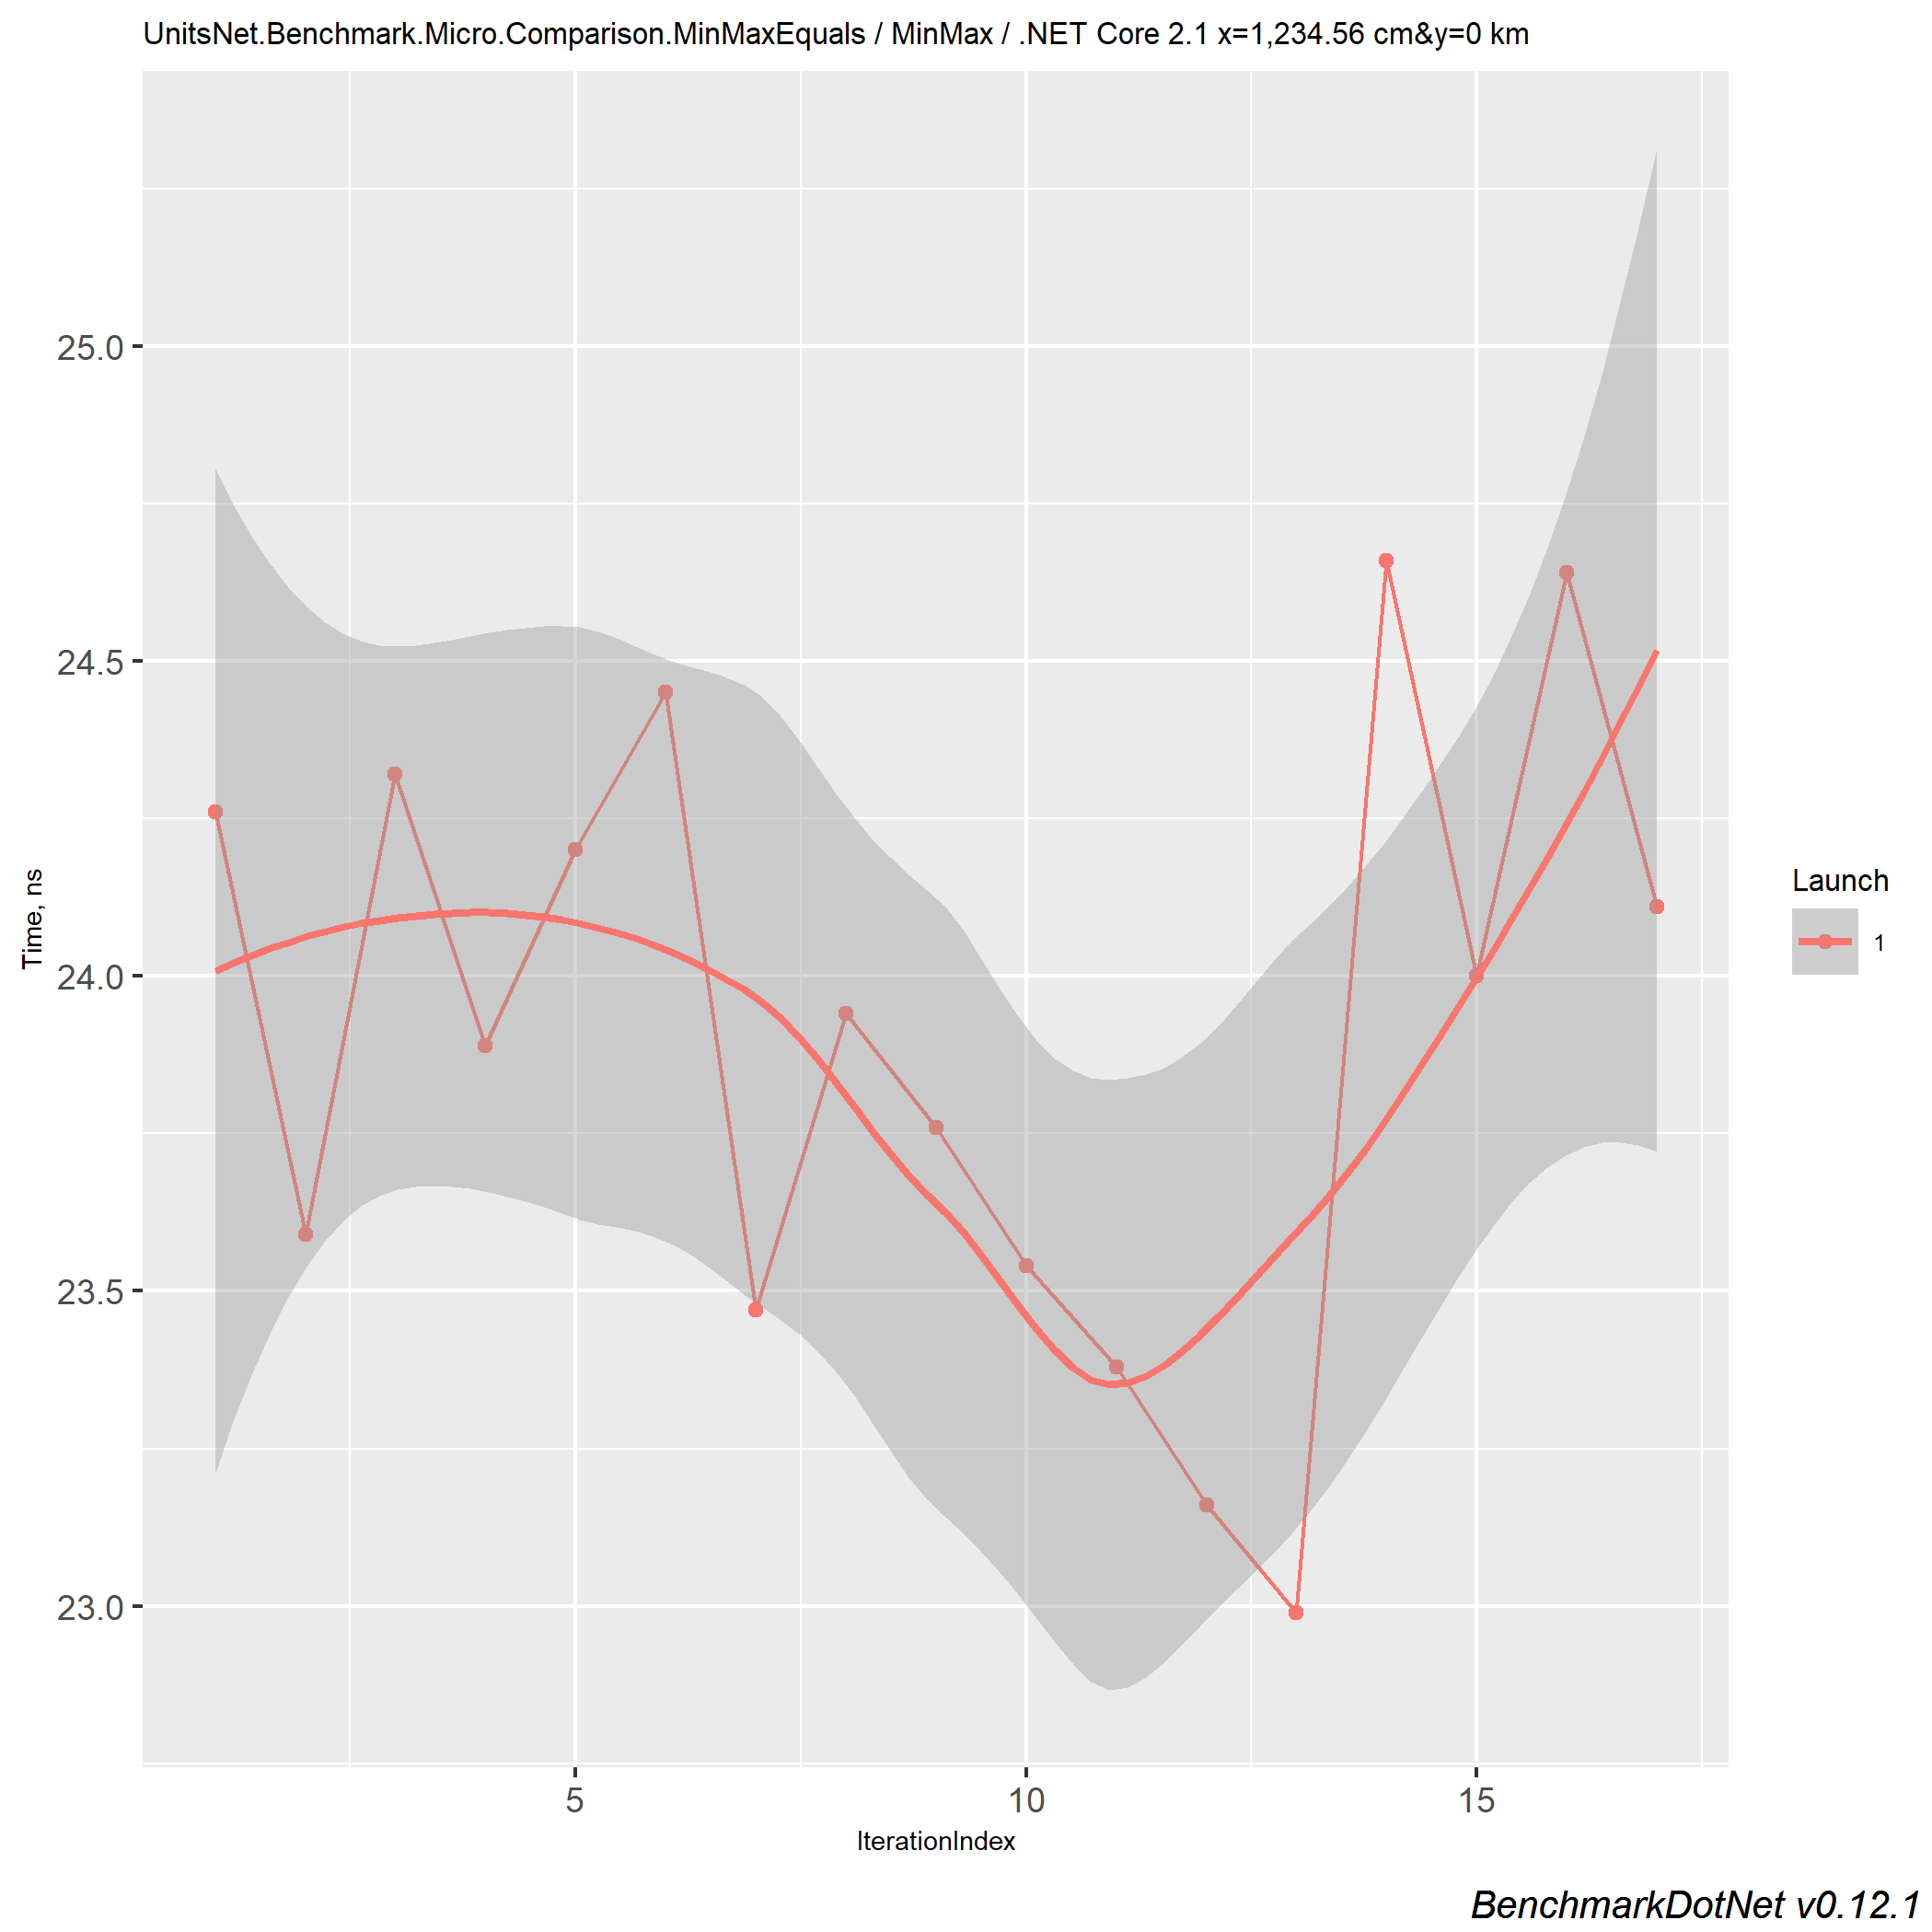 UnitsNet.Benchmark.Micro.Comparison.MinMaxEquals / MinMax / .NET Core 2.1 x=1,234.56 cm&y=0 km
25.0
24.5
24.0
23.5
23.0
Time, ns
5
10
15
IterationIndex
Launch
1
BenchmarkDotNet v0.12.1